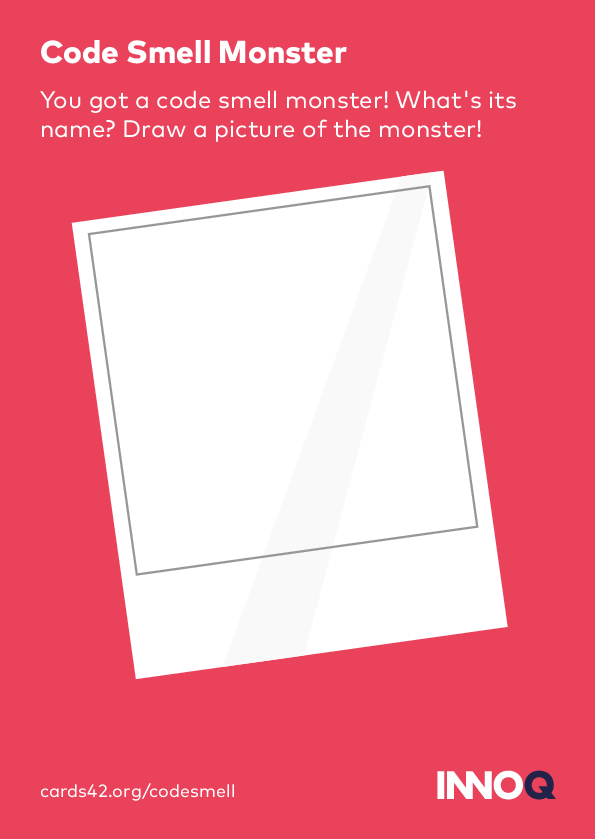 Code Smell Monster
You got a code smell monster! What's its
name? Draw a picture of the monster!
cards42.org/codesmell
INNOQ